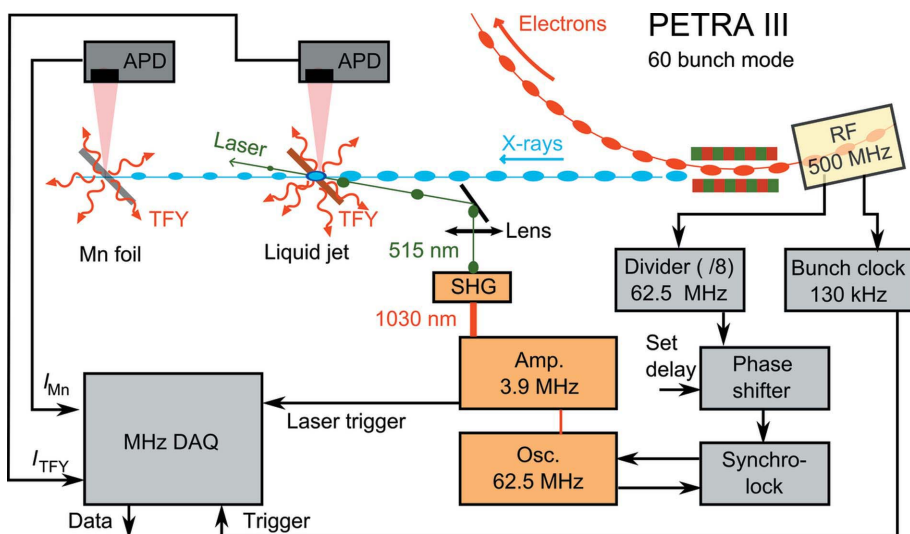 PETRA III
60 bunch mode
Electrons
APD
APD
RF
500 MHz
Laser
X-rays
TFY
TFY
Mn foil
Liquid jet
Lens
515 nm
SHG
1030 nm
Divider ( /8)
62.5 MHz
Bunch clock
130 kHz
Set
delay
Phase
shifter
Amp.
3.9 MHz
I Mn
Laser trigger
MHz DAQ
Osc.
62.5 MHz
Synchro-
lock
I TFY
Data
Trigger